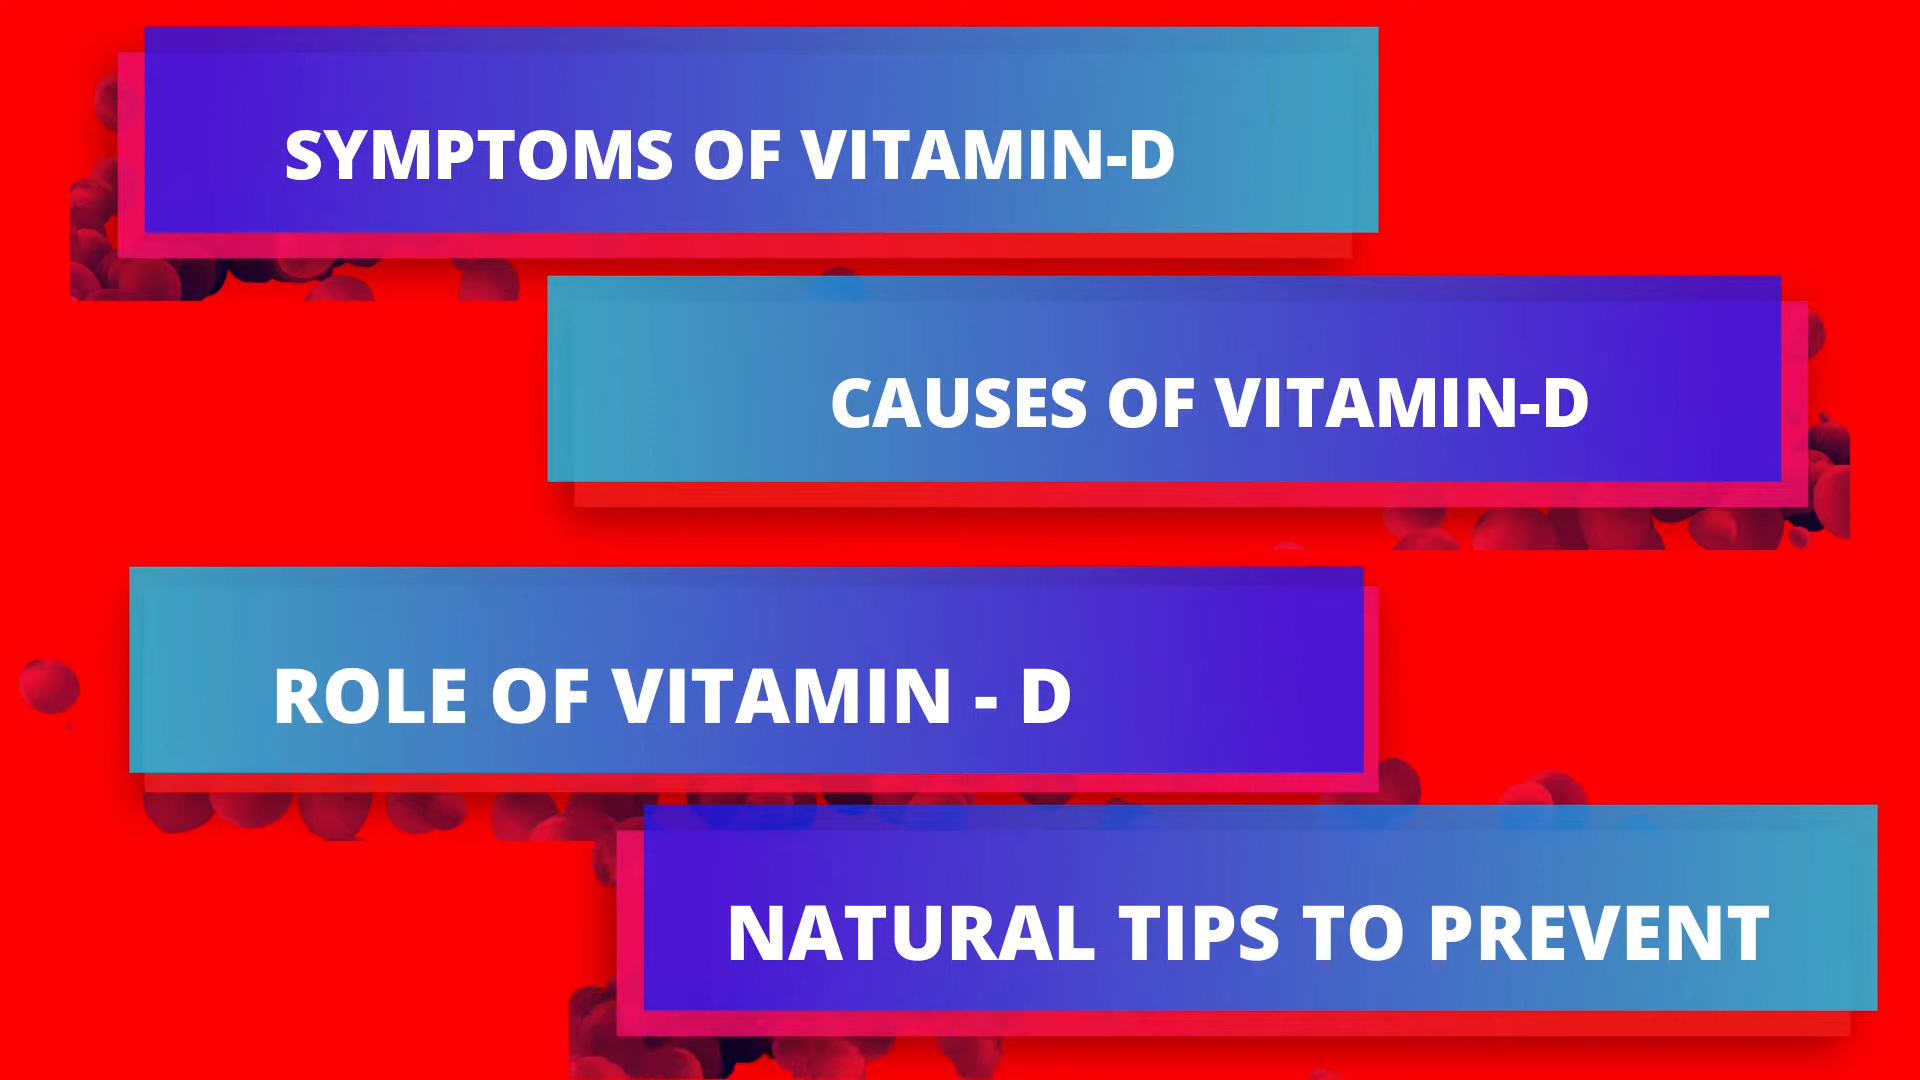 SYMPTOMS OF VITAMIN-D
CAUSES OF VITAMIN-D
ROLE OF VITAMIN - D
NATURAL TIPS TO PREVENT